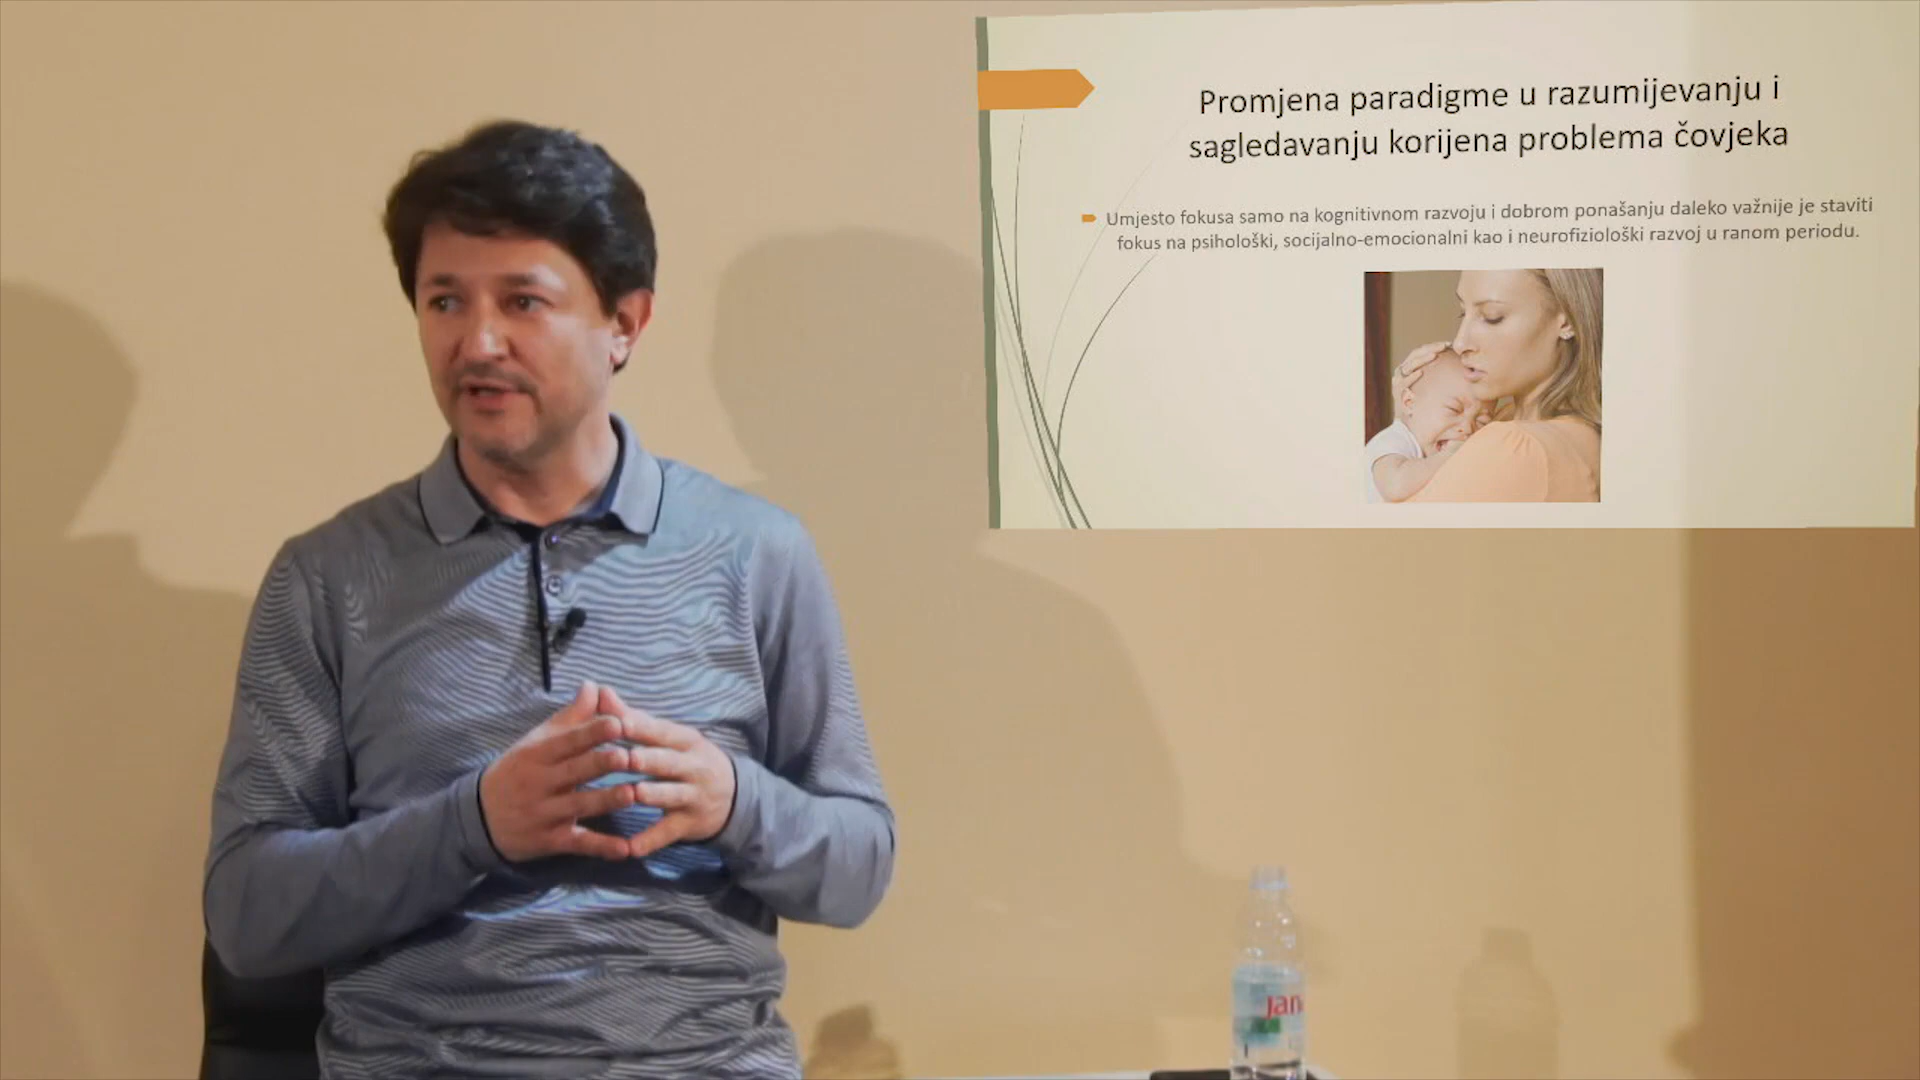 Promjena paradigme u razumijevanju i
sagledavanju korijena problema čovjeka
Umjesto fokusa samo na kognitivnom razvoju i dobrom ponašanju daleko važnije je staviti
fokus na psihološki, socijalno-emocionalni kao i neurofiziološki razvoj u ranom periodu.
jan